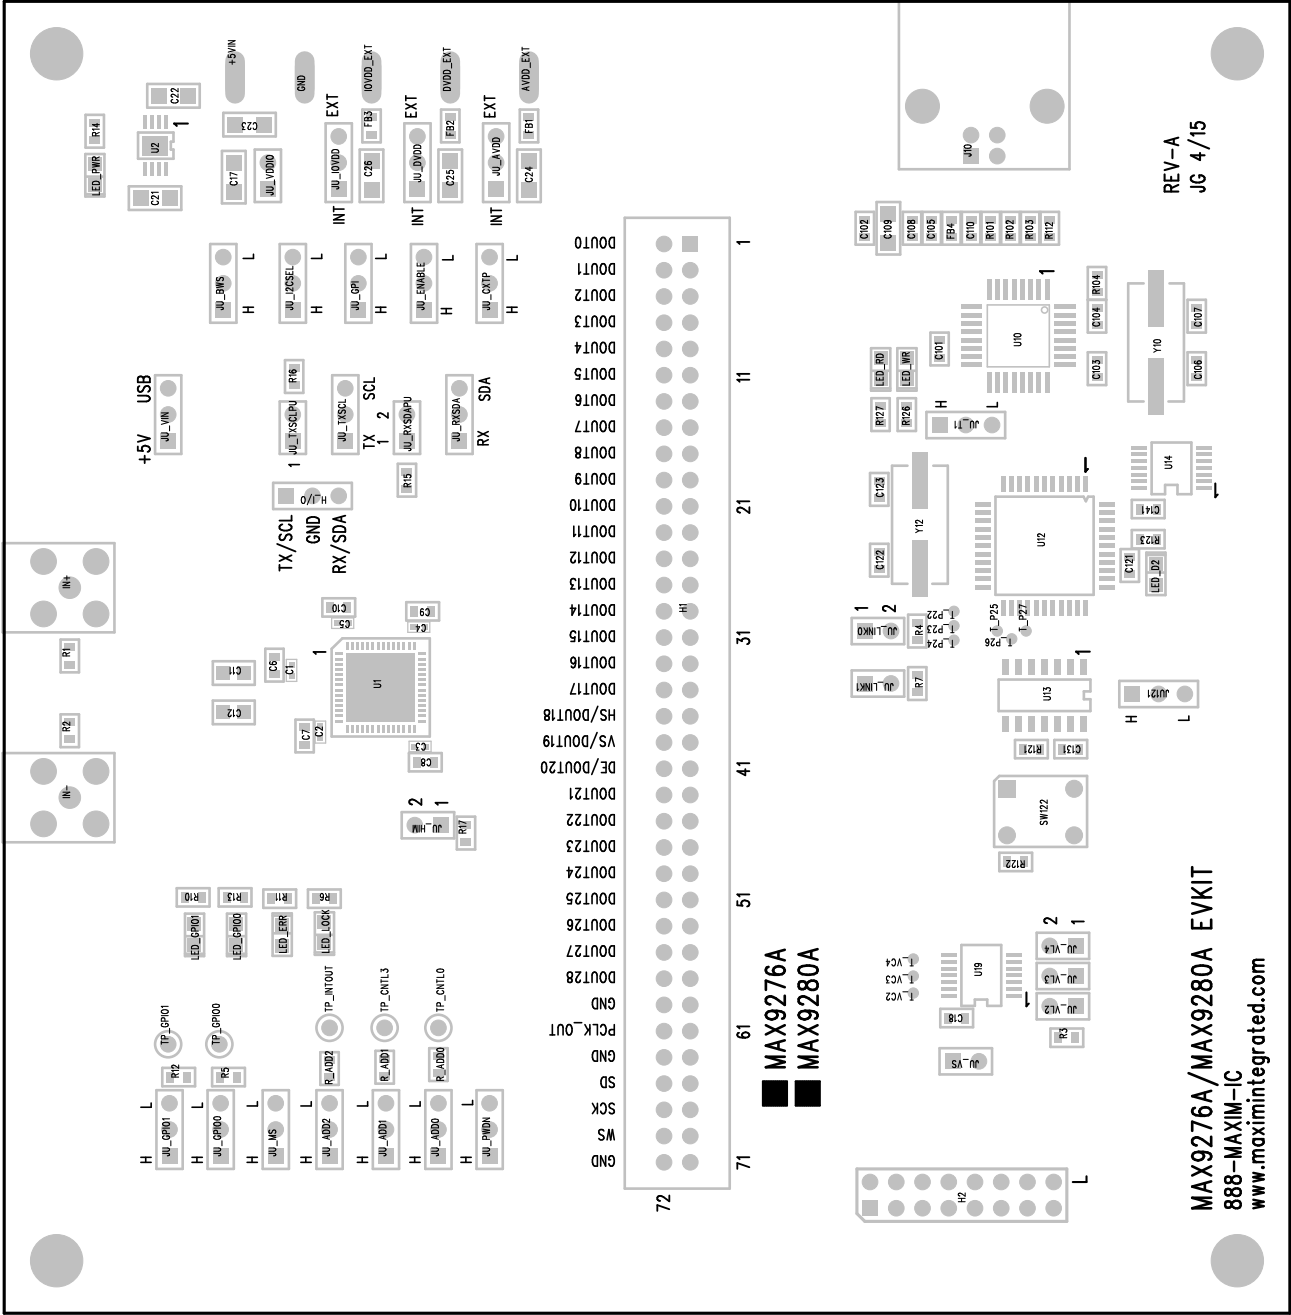 +5VIN
GND
IOVDD_EXT
DVDD_EXT
AVDD_EXT
C22
R14
U2
1
LED_PWR
C21
C23
C17
JU_VDDIO
EXT
FB3
JU_IOVDD
C26
INT
EXT
FB2
JU_DVDD
C25
INT
EXT
FB1
JU_AVDD
C24
INT
J10
REV-A
JG 4/15
JU_BWS
L
H
JU_I2CSEL
L
H
JU_GPI
L
H
JU_ENABLE
L
H
JU_CXTP
L
H
+5V
USB
JU_VIN
R16
JU_TXSCLPU
1
JU_TXSCL
SCL
TX
1
2
JU_RXSDAPU
R15
JU_RXSDA
SDA
RX
H_I/O
TX/SCL
GND
RX/SDA
IN+
R1
R2
IN-
C10
C5
C9
C4
C11
C6
C1
1
U1
C12
C7
C2
C3
C8
2
1
JU_HIM
R17
R10
R13
R11
R6
LED_GPIO1
LED_GPIO0
LED_ERR
LED_LOCK
TP_GPIO1
TP_GPIO0
TP_INTOUT
TP_CNTL3
TP_CNTL0
R12
R5
R_ADD2
R_ADD1
R_ADD0
L
H
JU_GPIO1
L
H
JU_GPIO0
L
H
JU_MS
L
H
JU_ADD2
L
H
JU_ADD1
L
H
JU_ADD0
L
H
JU_PWDN
DOUT0
DOUT1
DOUT2
DOUT3
DOUT4
DOUT5
DOUT6
DOUT7
DOUT8
DOUT9
DOUT10
DOUT11
DOUT12
DOUT13
DOUT14
DOUT15
DOUT16
DOUT17
HS/DOUT18
VS/DOUT19
DE/DOUT20
DOUT21
DOUT22
DOUT23
DOUT24
DOUT25
DOUT26
DOUT27
DOUT28
GND
PCLK_OUT
GND
SD
SCK
WS
GND
H1
1
11
21
31
41
51
61
71
72
MAX9276A
MAX9280A
C102
C109
C108
C105
FB4
C110
R101
R102
R103
R112
1
U10
R104
C104
C103
Y10
C107
C106
C101
LED_RD
LED_WR
R127
R126
H
L
JU_T1
C123
C122
Y12
1
U12
U14
1
C141
R123
C121
LED_D2
1
2
JU_LINK0
R4
T_P22
T_P23
T_P24
T_P25
T_P26
T_P27
JU_LINK1
R7
1
U13
JU121
H
L
R121
C131
SW122
R122
T_VC4
T_VC3
T_VC2
U19
1
C18
2
1
JU_VL4
JU_VL3
JU_VL2
R3
JU_VS
H2
L
MAX9276A/MAX9280A EVKIT
888-MAXIM-IC
www.maximintegrated.com